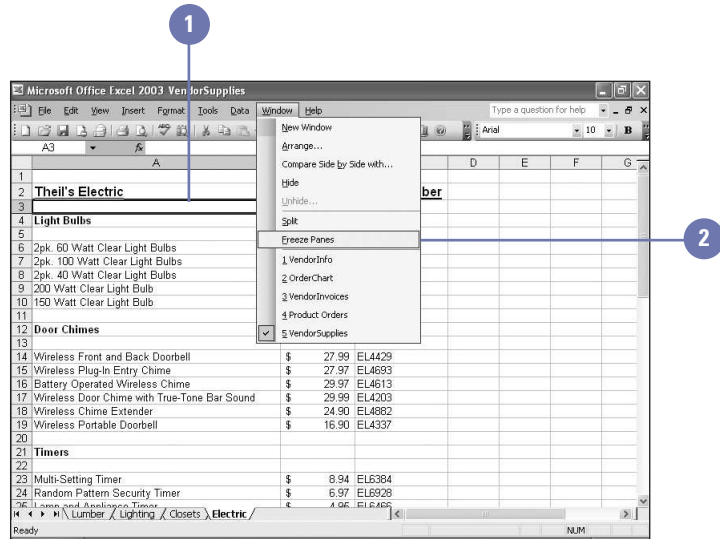 1
Microsoft Office Excel 2003 VendorSupplies
File Edit View Insert Format Tools Data Window Help Type a question for help
Arial 10 B
A3 fx
A D E F G
New Window
Arrange...
Compare Side by Side with...
Hide
Unhide...
Split
Freeze Panes
1 VendorInfo
2 OrderChart
3 VendorInvoices
4 Product Orders
5 VendorSupplies
2
1
2 Theil's Electric ber
3
4 Light Bulbs
5
6 2pk. 60 Watt Clear Light Bulbs
7 2pk. 100 Watt Clear Light Bulbs
8 2pk. 40 Watt Clear Light Bulbs
9 200 Watt Clear Light Bulb
10 150 Watt Clear Light Bulb
11
12 Door Chimes
13
14 Wireless Front and Back Doorbell $ 27.99 EL4429
15 Wireless Plug-In Entry Chime $ 27.97 EL4693
16 Battery Operated Wireless Chime $ 29.97 EL4613
17 Wireless Door Chime with True-Tone Bar Sound $ 29.99 EL4203
18 Wireless Chime Extender $ 24.90 EL4882
19 Wireless Portable Doorbell $ 16.90 EL4337
20
21 Timers
22
23 Multi-Setting Timer $ 8.94 EL6384
24 Random Pattern Security Timer $ 6.97 EL6928
25 Lamp and Appliance Timer $ 4.96 EL6466
Lumber Lighting Closets Electric
Ready NUM